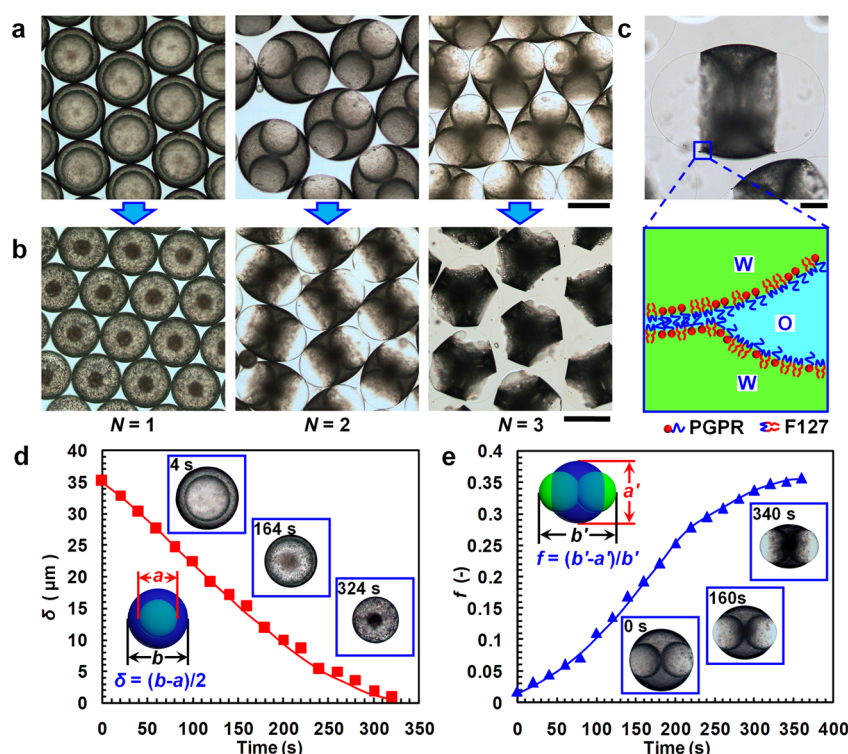 a
c
b
W
O
W
N = 1
N = 2
N = 3
PGPR
F127
d
40
35
30
25
20
15
10
5
0
δ (μm)
4 s
164 s
324 s
a
b
δ = (b-a)/2
0 50 100 150 200 250 300 350
Time (s)
e
0.4
0.35
0.3
0.25
0.2
0.15
0.1
0.05
0
f (-)
a'
b'
f = (b'-a')/b'
340 s
160s
0 s
0 50 100 150 200 250 300 350 400
Time (s)